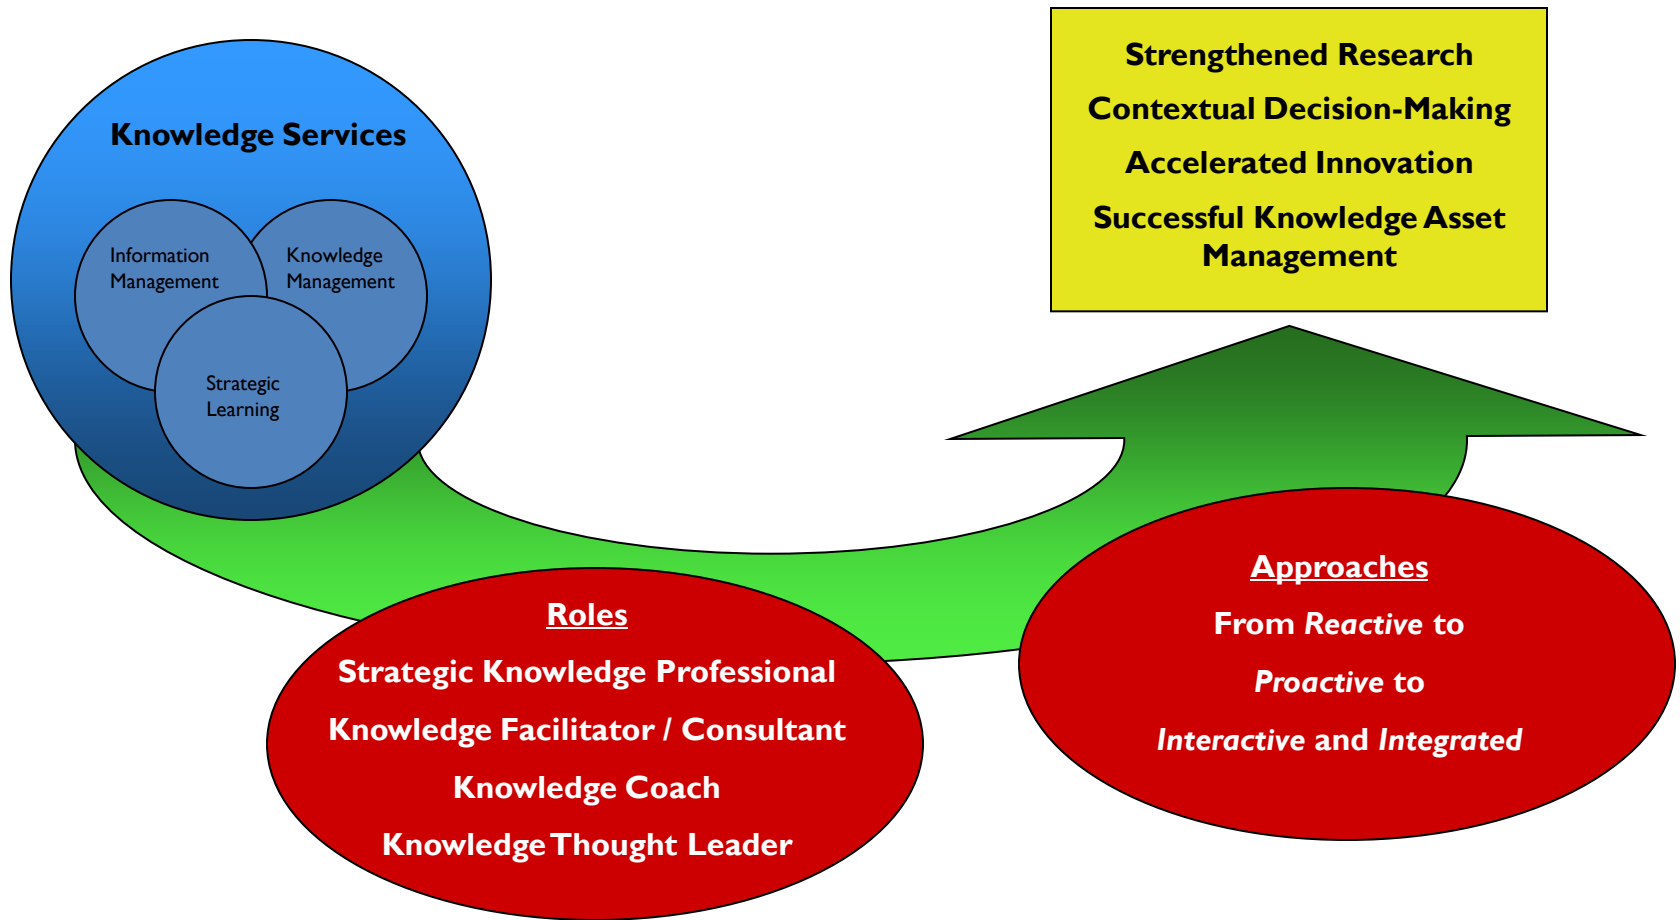 Knowledge Services
Information
Management
Knowledge
Management
Strategic
Learning
Strengthened Research
Contextual Decision-Making
Accelerated Innovation
Successful Knowledge Asset
Management
Roles
Strategic Knowledge Professional
Knowledge Facilitator / Consultant
Knowledge Coach
Knowledge Thought Leader
Approaches
From Reactive to
Proactive to
Interactive and Integrated